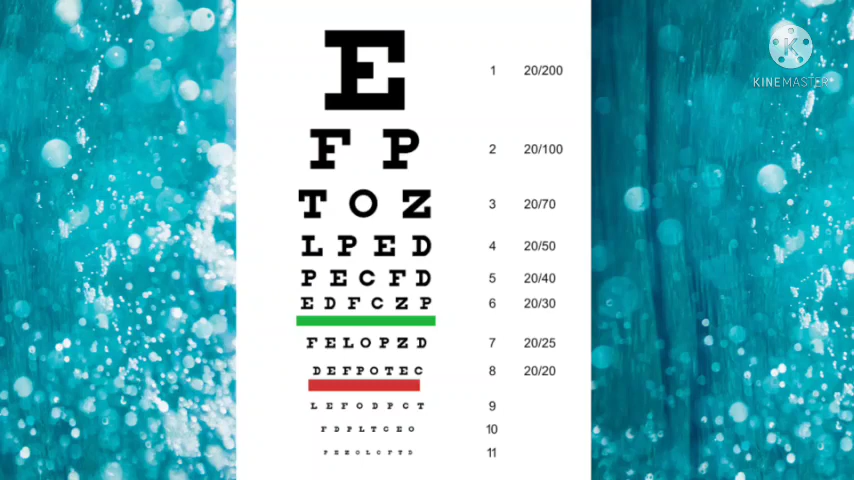 E 1 20/200
F P 2 20/100
T O Z 3 20/70
L P E D 4 20/50
P E C F D 5 20/40
E D F C Z P 6 20/30
F E L O P Z D 7 20/25
D E F P O T E C 8 20/20
L E F O D P C T 9
F D P L T C E O 10
11
KINEMASTER